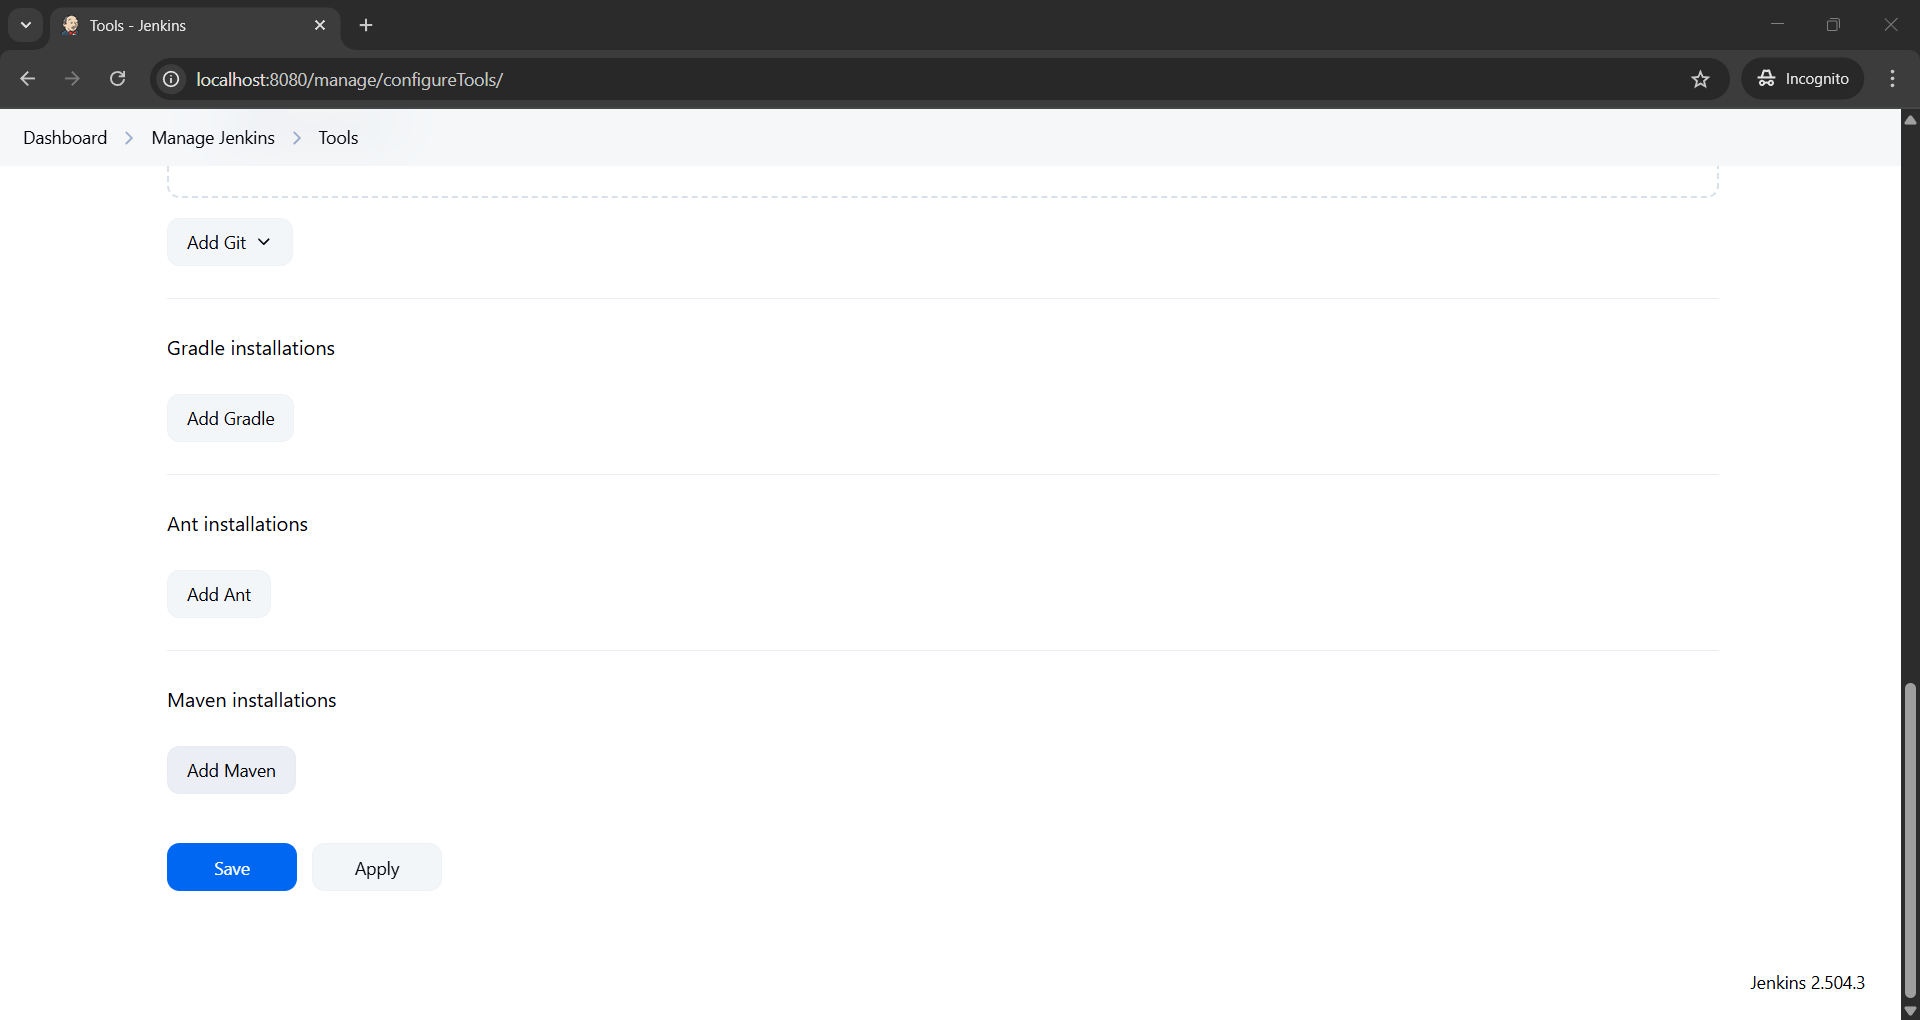 Tools - Jenkins
localhost:8080/manage/configureTools/
Incognito
Dashboard > Manage Jenkins > Tools
Add Git
Gradle installations
Add Gradle
Ant installations
Add Ant
Maven installations
Add Maven
Save
Apply
Jenkins 2.504.3